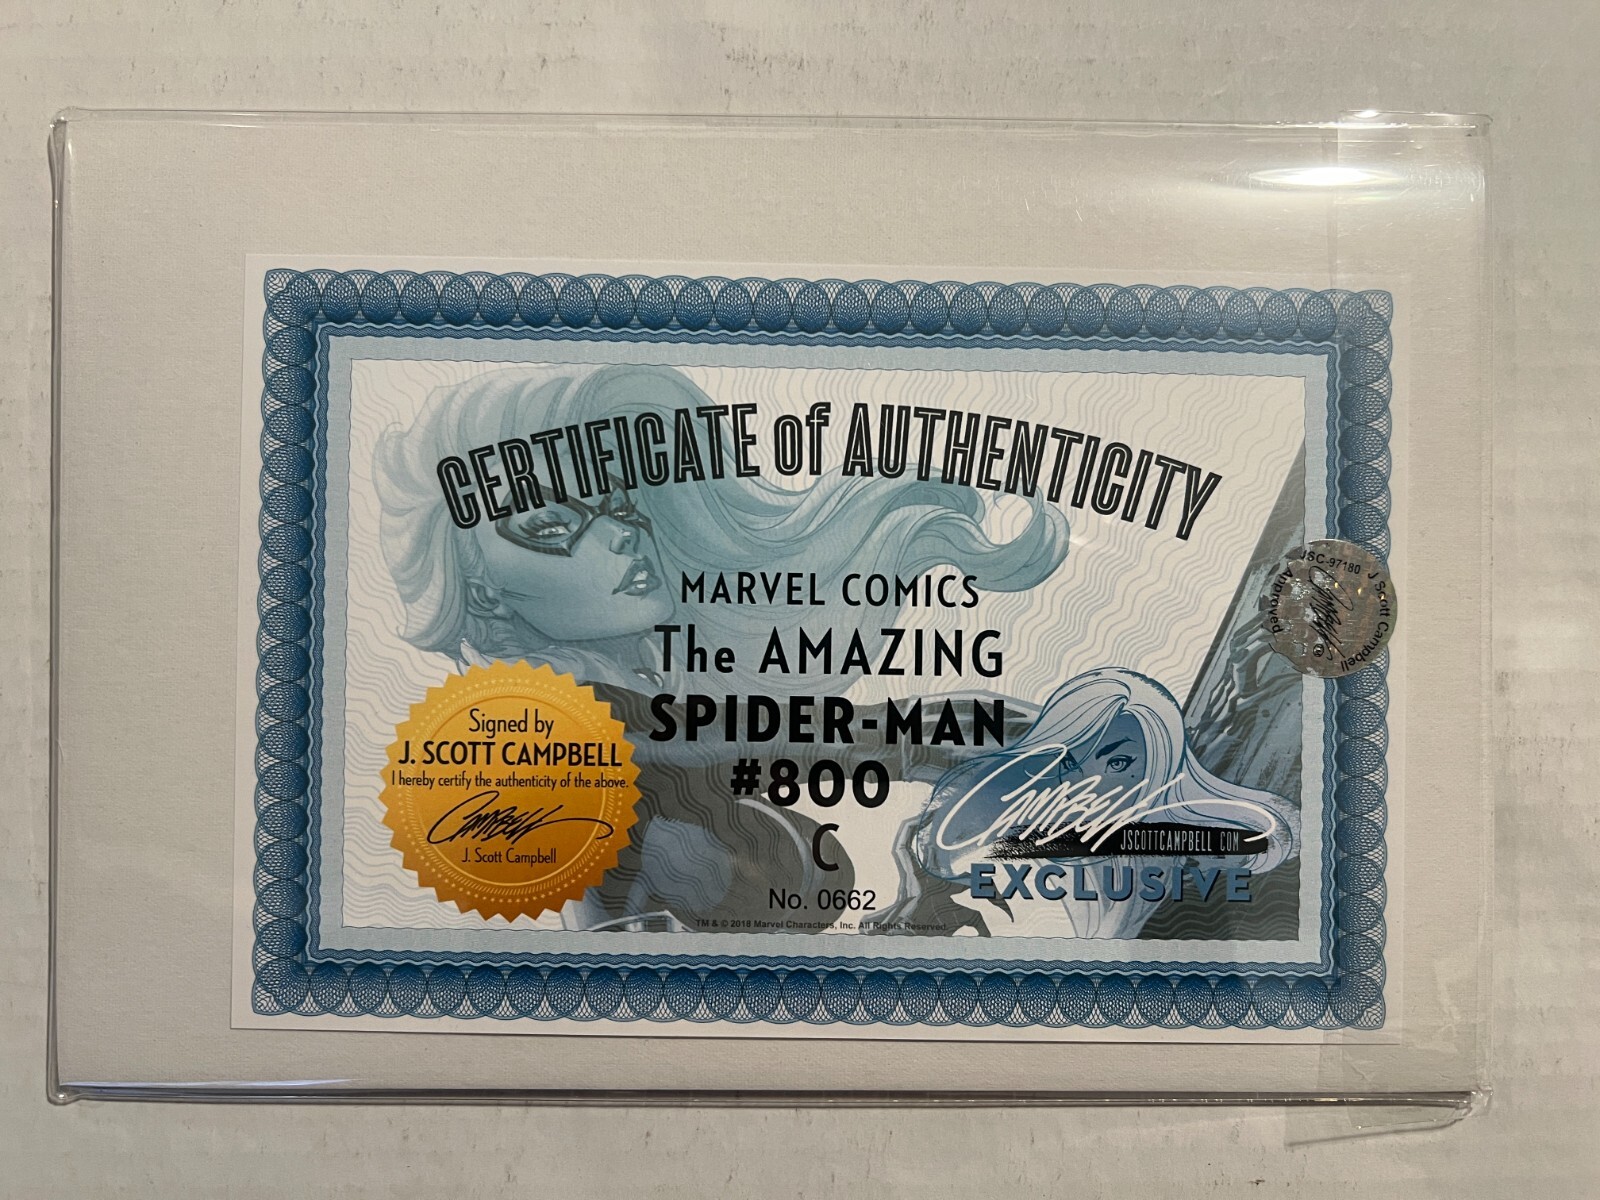 CERTIFICATE of AUTHENTICITY
MARVEL COMICS
The AMAZING
SPIDER-MAN
#800
C
No. 0662
TM & © 2018 Marvel Characters, Inc. All Rights Reserved.
Signed by
J. SCOTT CAMPBELL
I hereby certify the authenticity of the above.
CAMPBELL
J. Scott Campbell
CAMPBELL
JSCOTTCAMPBELL COM
EXCLUSIVE
JSC-97180
J Scott Campbell
Approved